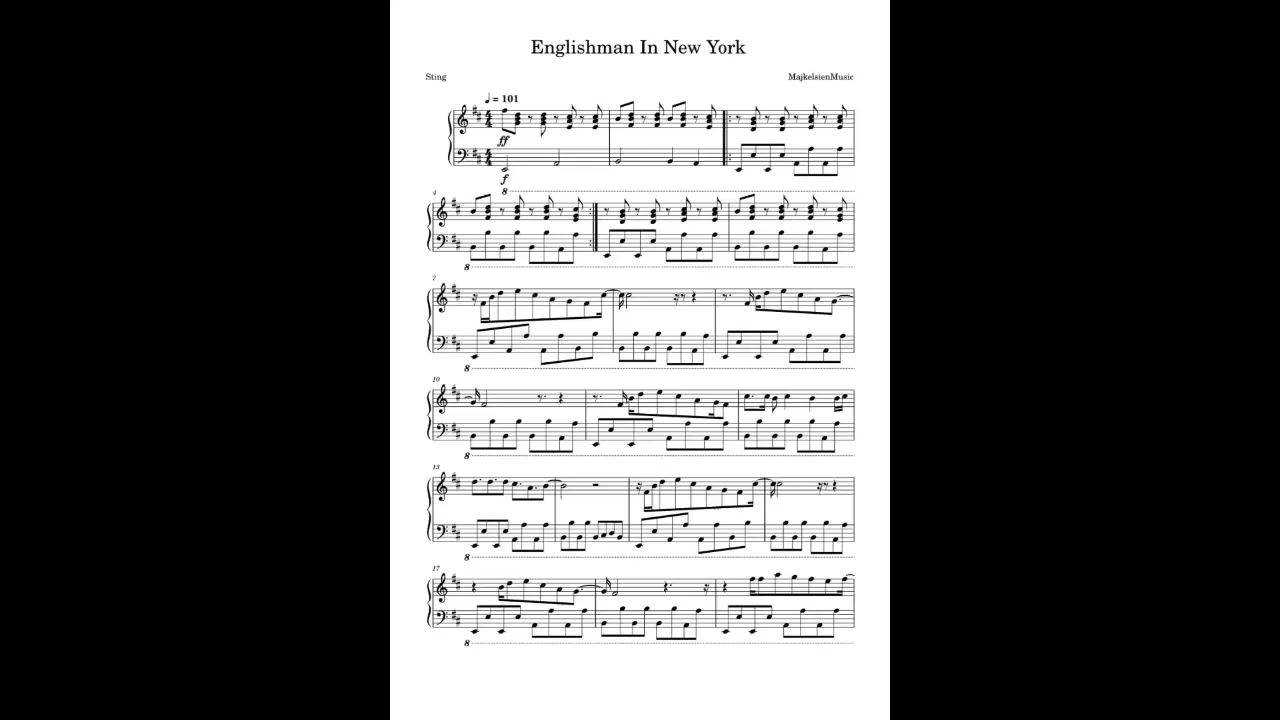 Englishman In New York
Sting
MajkelsienMusic
♩ = 101
ff
f
8
4
8
7
8
10
8
13
8
17
8